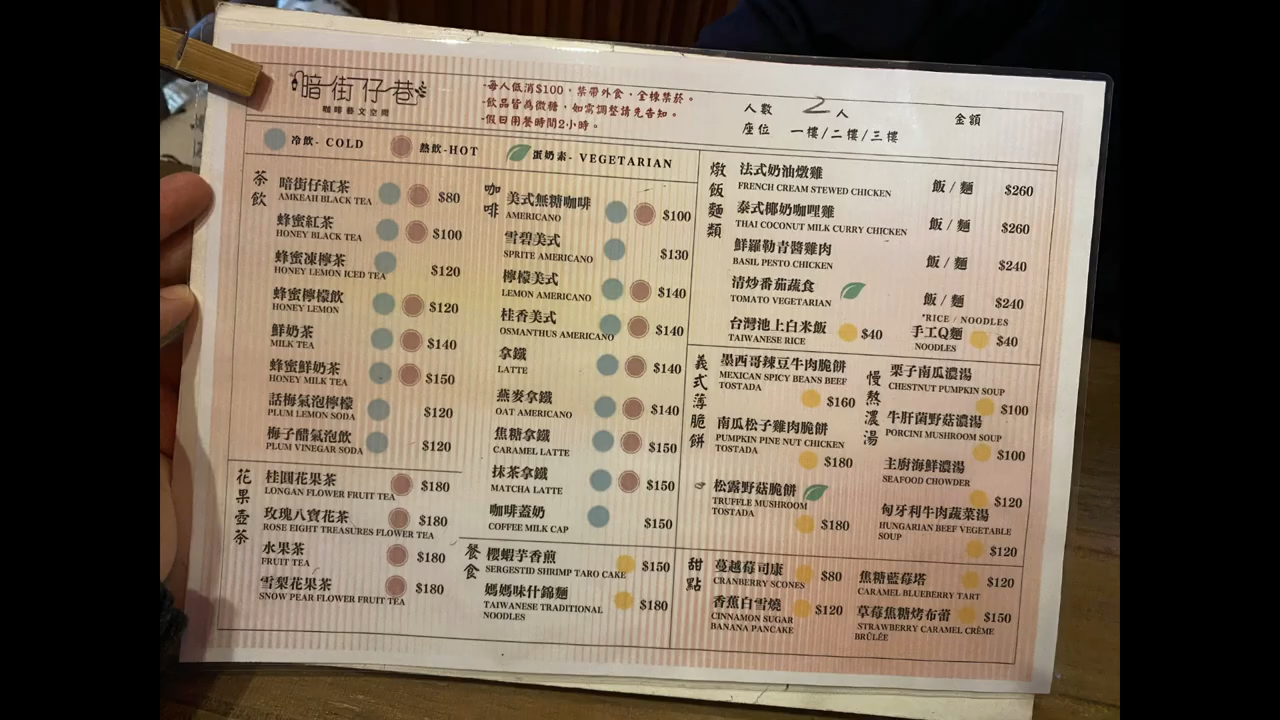 暗街仔巷
咖啡藝文空間
-每人低消$100,禁帶外食,全棟禁菸。
-飲品皆為微糖,如需調整請先告知。
-假日用餐時間2小時。
人數 2 人
座位 一樓/二樓/三樓
金額
冷飲- COLD 熱飲-HOT 蛋奶素- VEGETARIAN
茶飲
暗街仔紅茶 $80
AMKEAH BLACK TEA
蜂蜜紅茶 $100
HONEY BLACK TEA
蜂蜜凍檸茶 $120
HONEY LEMON ICED TEA
蜂蜜檸檬飲 $120
HONEY LEMON
鮮奶茶 $140
MILK TEA
蜂蜜鮮奶茶 $150
HONEY MILK TEA
話梅氣泡檸檬 $120
PLUM LEMON SODA
梅子醋氣泡飲 $120
PLUM VINEGAR SODA
花果壺茶
桂圓花果茶 $180
LONGAN FLOWER FRUIT TEA
玫瑰八寶花茶 $180
ROSE EIGHT TREASURES FLOWER TEA
水果茶 $180
FRUIT TEA
雪梨花果茶 $180
SNOW PEAR FLOWER FRUIT TEA
咖啡
美式無糖咖啡 $100
AMERICANO
雪碧美式 $130
SPRITE AMERICANO
檸檬美式 $140
LEMON AMERICANO
桂香美式 $140
OSMANTHUS AMERICANO
拿鐵 $140
LATTE
燕麥拿鐵 $140
OAT AMERICANO
焦糖拿鐵 $150
CARAMEL LATTE
抹茶拿鐵 $150
MATCHA LATTE
咖啡蓋奶 $150
COFFEE MILK CAP
餐食
櫻蝦芋香煎 $150
SERGESTID SHRIMP TARO CAKE
媽媽味什錦麵 $180
TAIWANESE TRADITIONAL
NOODLES
燉飯麵類
法式奶油燉雞 飯 / 麵 $260
FRENCH CREAM STEWED CHICKEN
泰式椰奶咖哩雞 飯 / 麵 $260
THAI COCONUT MILK CURRY CHICKEN
鮮羅勒青醬雞肉 飯 / 麵 $240
BASIL PESTO CHICKEN
清炒番茄蔬食 飯 / 麵 $240
TOMATO VEGETARIAN
*RICE / NOODLES
台灣池上白米飯 $40 手工Q麵 $40
TAIWANESE RICE NOODLES
義式薄脆餅
墨西哥辣豆牛肉脆餅
MEXICAN SPICY BEANS BEEF
TOSTADA
$160
南瓜松子雞肉脆餅
PUMPKIN PINE NUT CHICKEN
TOSTADA
$180
松露野菇脆餅
TRUFFLE MUSHROOM
TOSTADA
$180
慢熬濃湯
栗子南瓜濃湯
CHESTNUT PUMPKIN SOUP
$100
牛肝菌野菇濃湯
PORCINI MUSHROOM SOUP
$100
主廚海鮮濃湯
SEAFOOD CHOWDER
$120
匈牙利牛肉蔬菜湯
HUNGARIAN BEEF VEGETABLE
SOUP
$120
甜點
蔓越莓司康 $80
CRANBERRY SCONES
香蕉白雪燒 $120
CINNAMON SUGAR
BANANA PANCAKE
焦糖藍莓塔 $120
CARAMEL BLUEBERRY TART
草莓焦糖烤布蕾 $150
STRAWBERRY CARAMEL CRÈME
BRÛLÉE